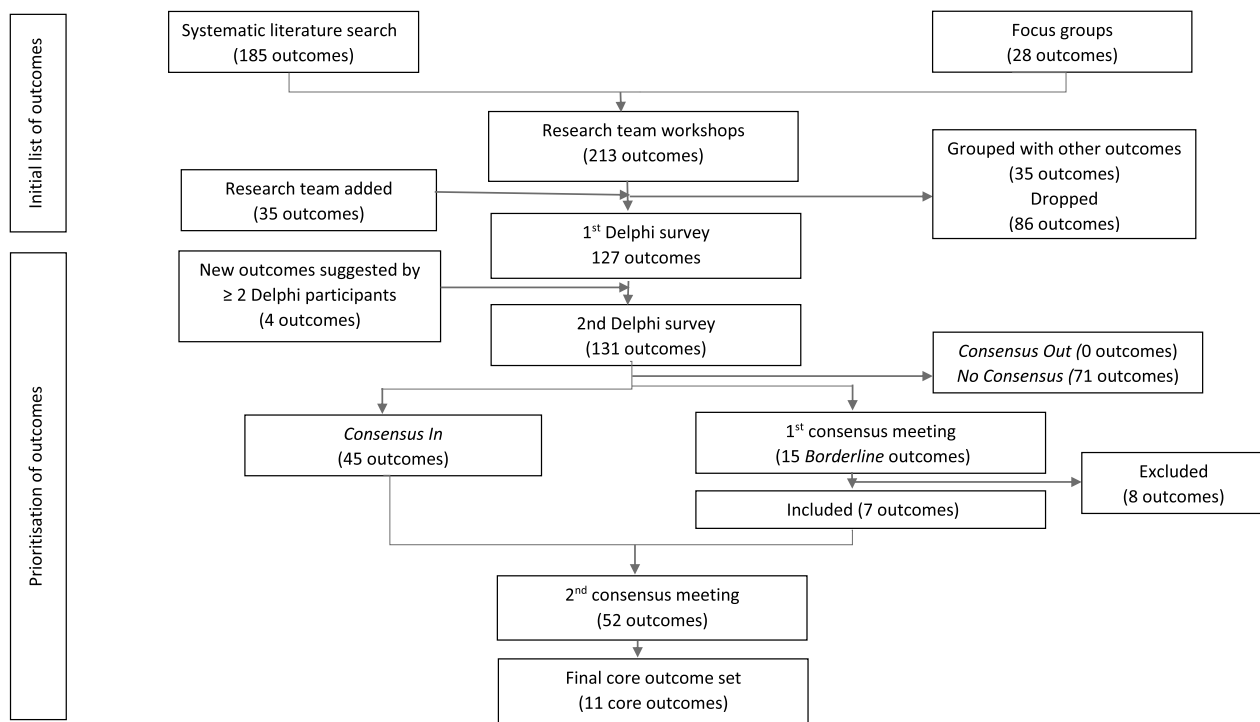 Initial list of outcomes
Systematic literature search
(185 outcomes)
Focus groups
(28 outcomes)
Research team workshops
(213 outcomes)
Grouped with other outcomes
(35 outcomes)
Dropped
(86 outcomes)
Research team added
(35 outcomes)
1st Delphi survey
127 outcomes
Prioritisation of outcomes
New outcomes suggested by
≥ 2 Delphi participants
(4 outcomes)
2nd Delphi survey
(131 outcomes)
Consensus Out (0 outcomes)
No Consensus (71 outcomes)
Consensus In
(45 outcomes)
1st consensus meeting
(15 Borderline outcomes)
Excluded
(8 outcomes)
Included (7 outcomes)
2nd consensus meeting
(52 outcomes)
Final core outcome set
(11 core outcomes)